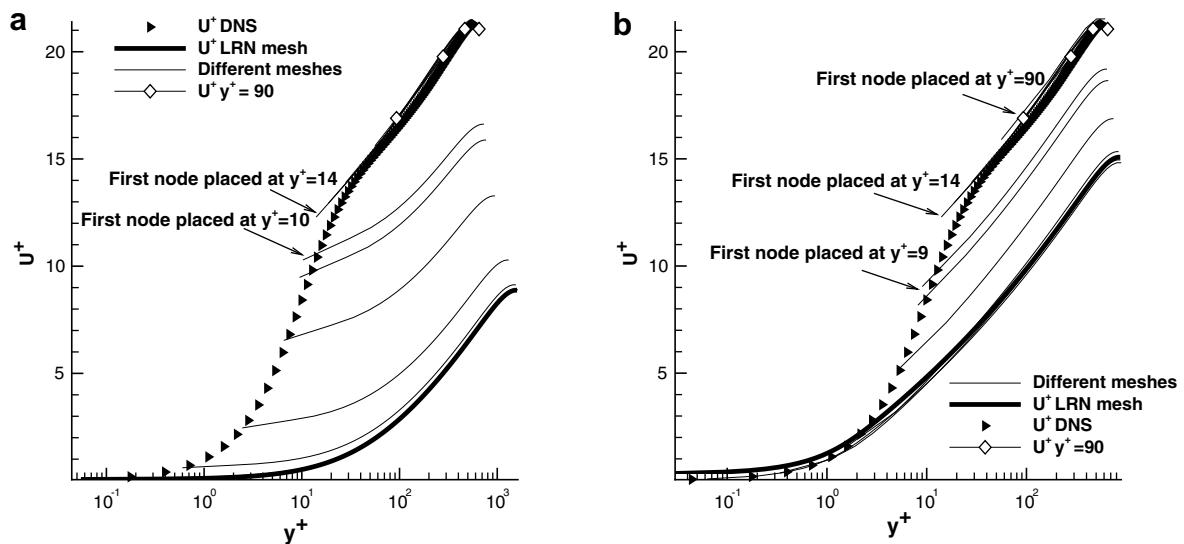 a
U⁺ DNS
U⁺ LRN mesh
Different meshes
U⁺ y⁺ = 90
First node placed at y⁺=14
First node placed at y⁺=10
U⁺
20
15
10
5
10⁻¹ 10⁰ 10¹ 10² 10³
y⁺
b
First node placed at y⁺=90
First node placed at y⁺=14
First node placed at y⁺=9
U⁺
20
15
10
5
Different meshes
U⁺ LRN mesh
U⁺ DNS
U⁺ y⁺=90
10⁻¹ 10⁰ 10¹ 10²
y⁺